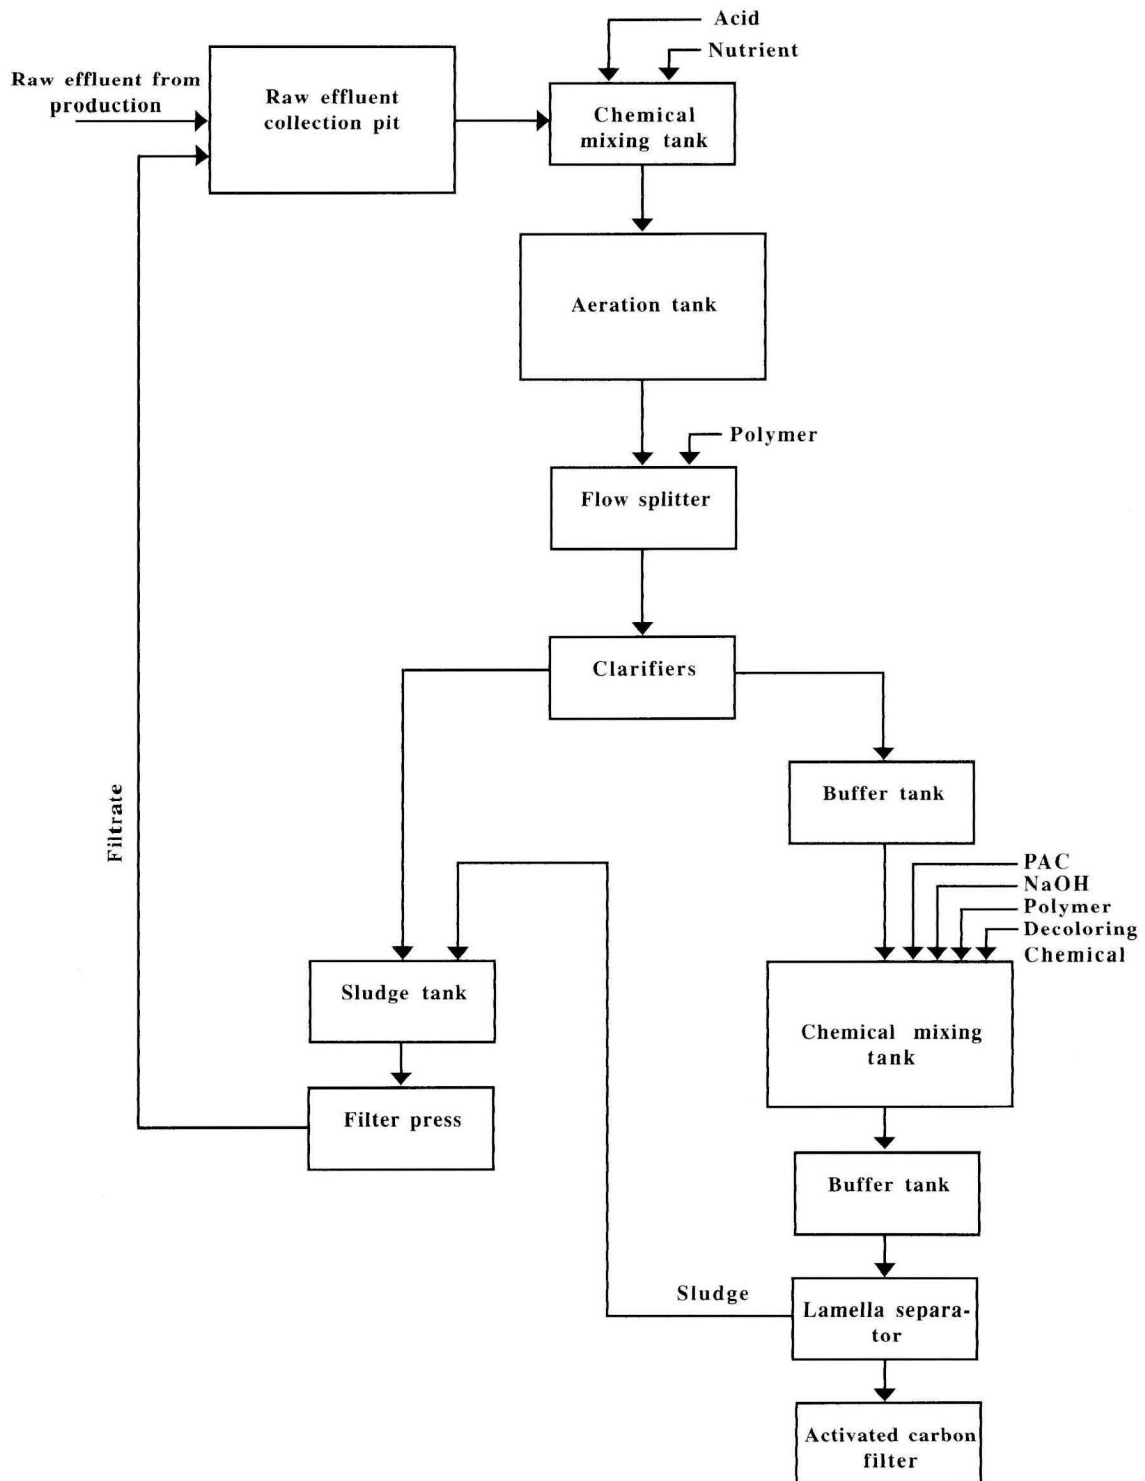 Acid
Nutrient
Raw effluent from
production
Raw effluent
collection pit
Chemical
mixing tank
Aeration tank
Polymer
Flow splitter
Clarifiers
Buffer tank
Filtrate
PAC
NaOH
Polymer
Decoloring
Chemical
Sludge tank
Chemical mixing
tank
Filter press
Buffer tank
Sludge
Lamella separa-
tor
Activated carbon
filter